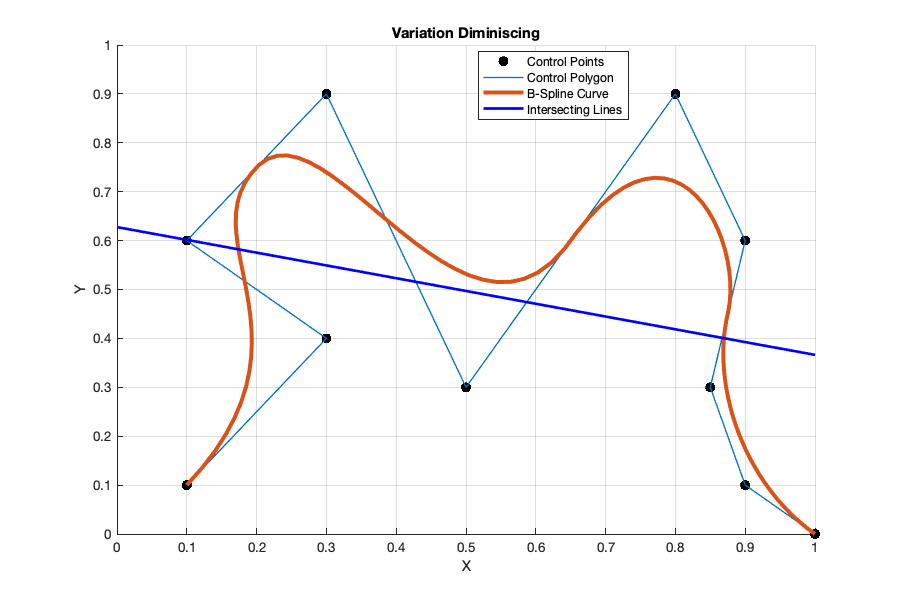 Variation Diminiscing
Control Points
Control Polygon
B-Spline Curve
Intersecting Lines
1
0.9
0.8
0.7
0.6
0.5
0.4
0.3
0.2
0.1
0
Y
0 0.1 0.2 0.3 0.4 0.5 0.6 0.7 0.8 0.9 1
X